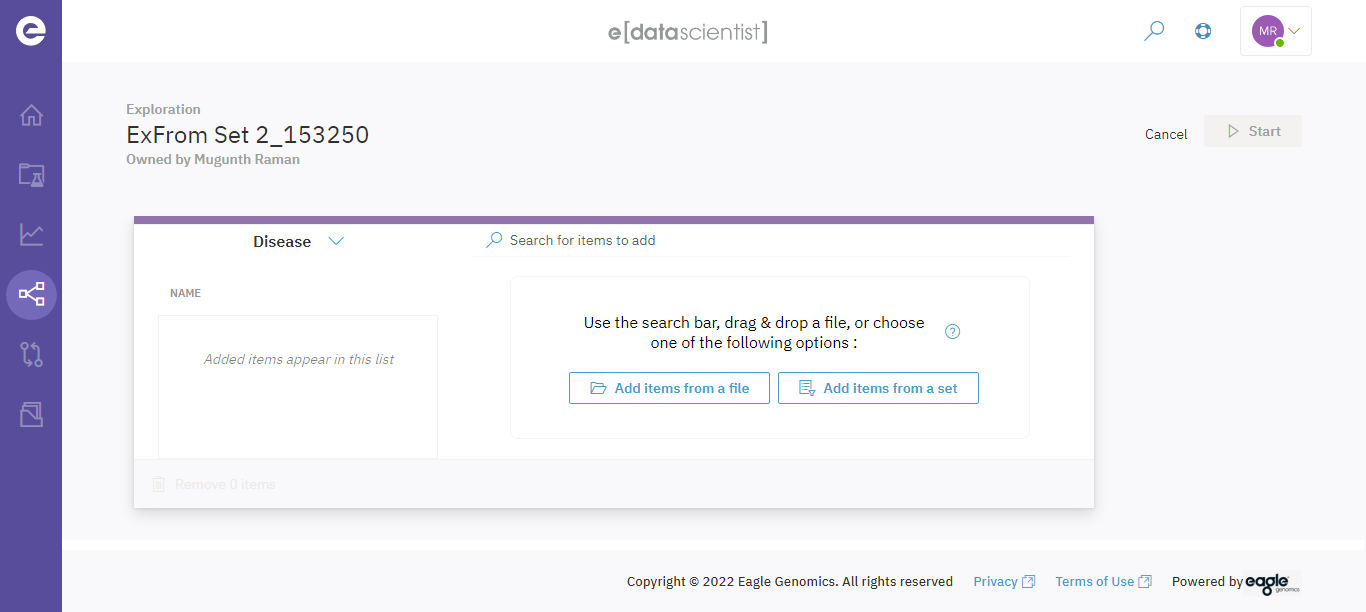 e[datascientist]
MR
Exploration
ExFrom Set 2_153250
Owned by Mugunth Raman
Cancel
Start
Disease
Search for items to add
NAME
Added items appear in this list
Use the search bar, drag & drop a file, or choose
one of the following options :
?
Add items from a file
Add items from a set
Remove 0 items
Copyright © 2022 Eagle Genomics. All rights reserved
Privacy
Terms of Use
Powered by eagle genomics